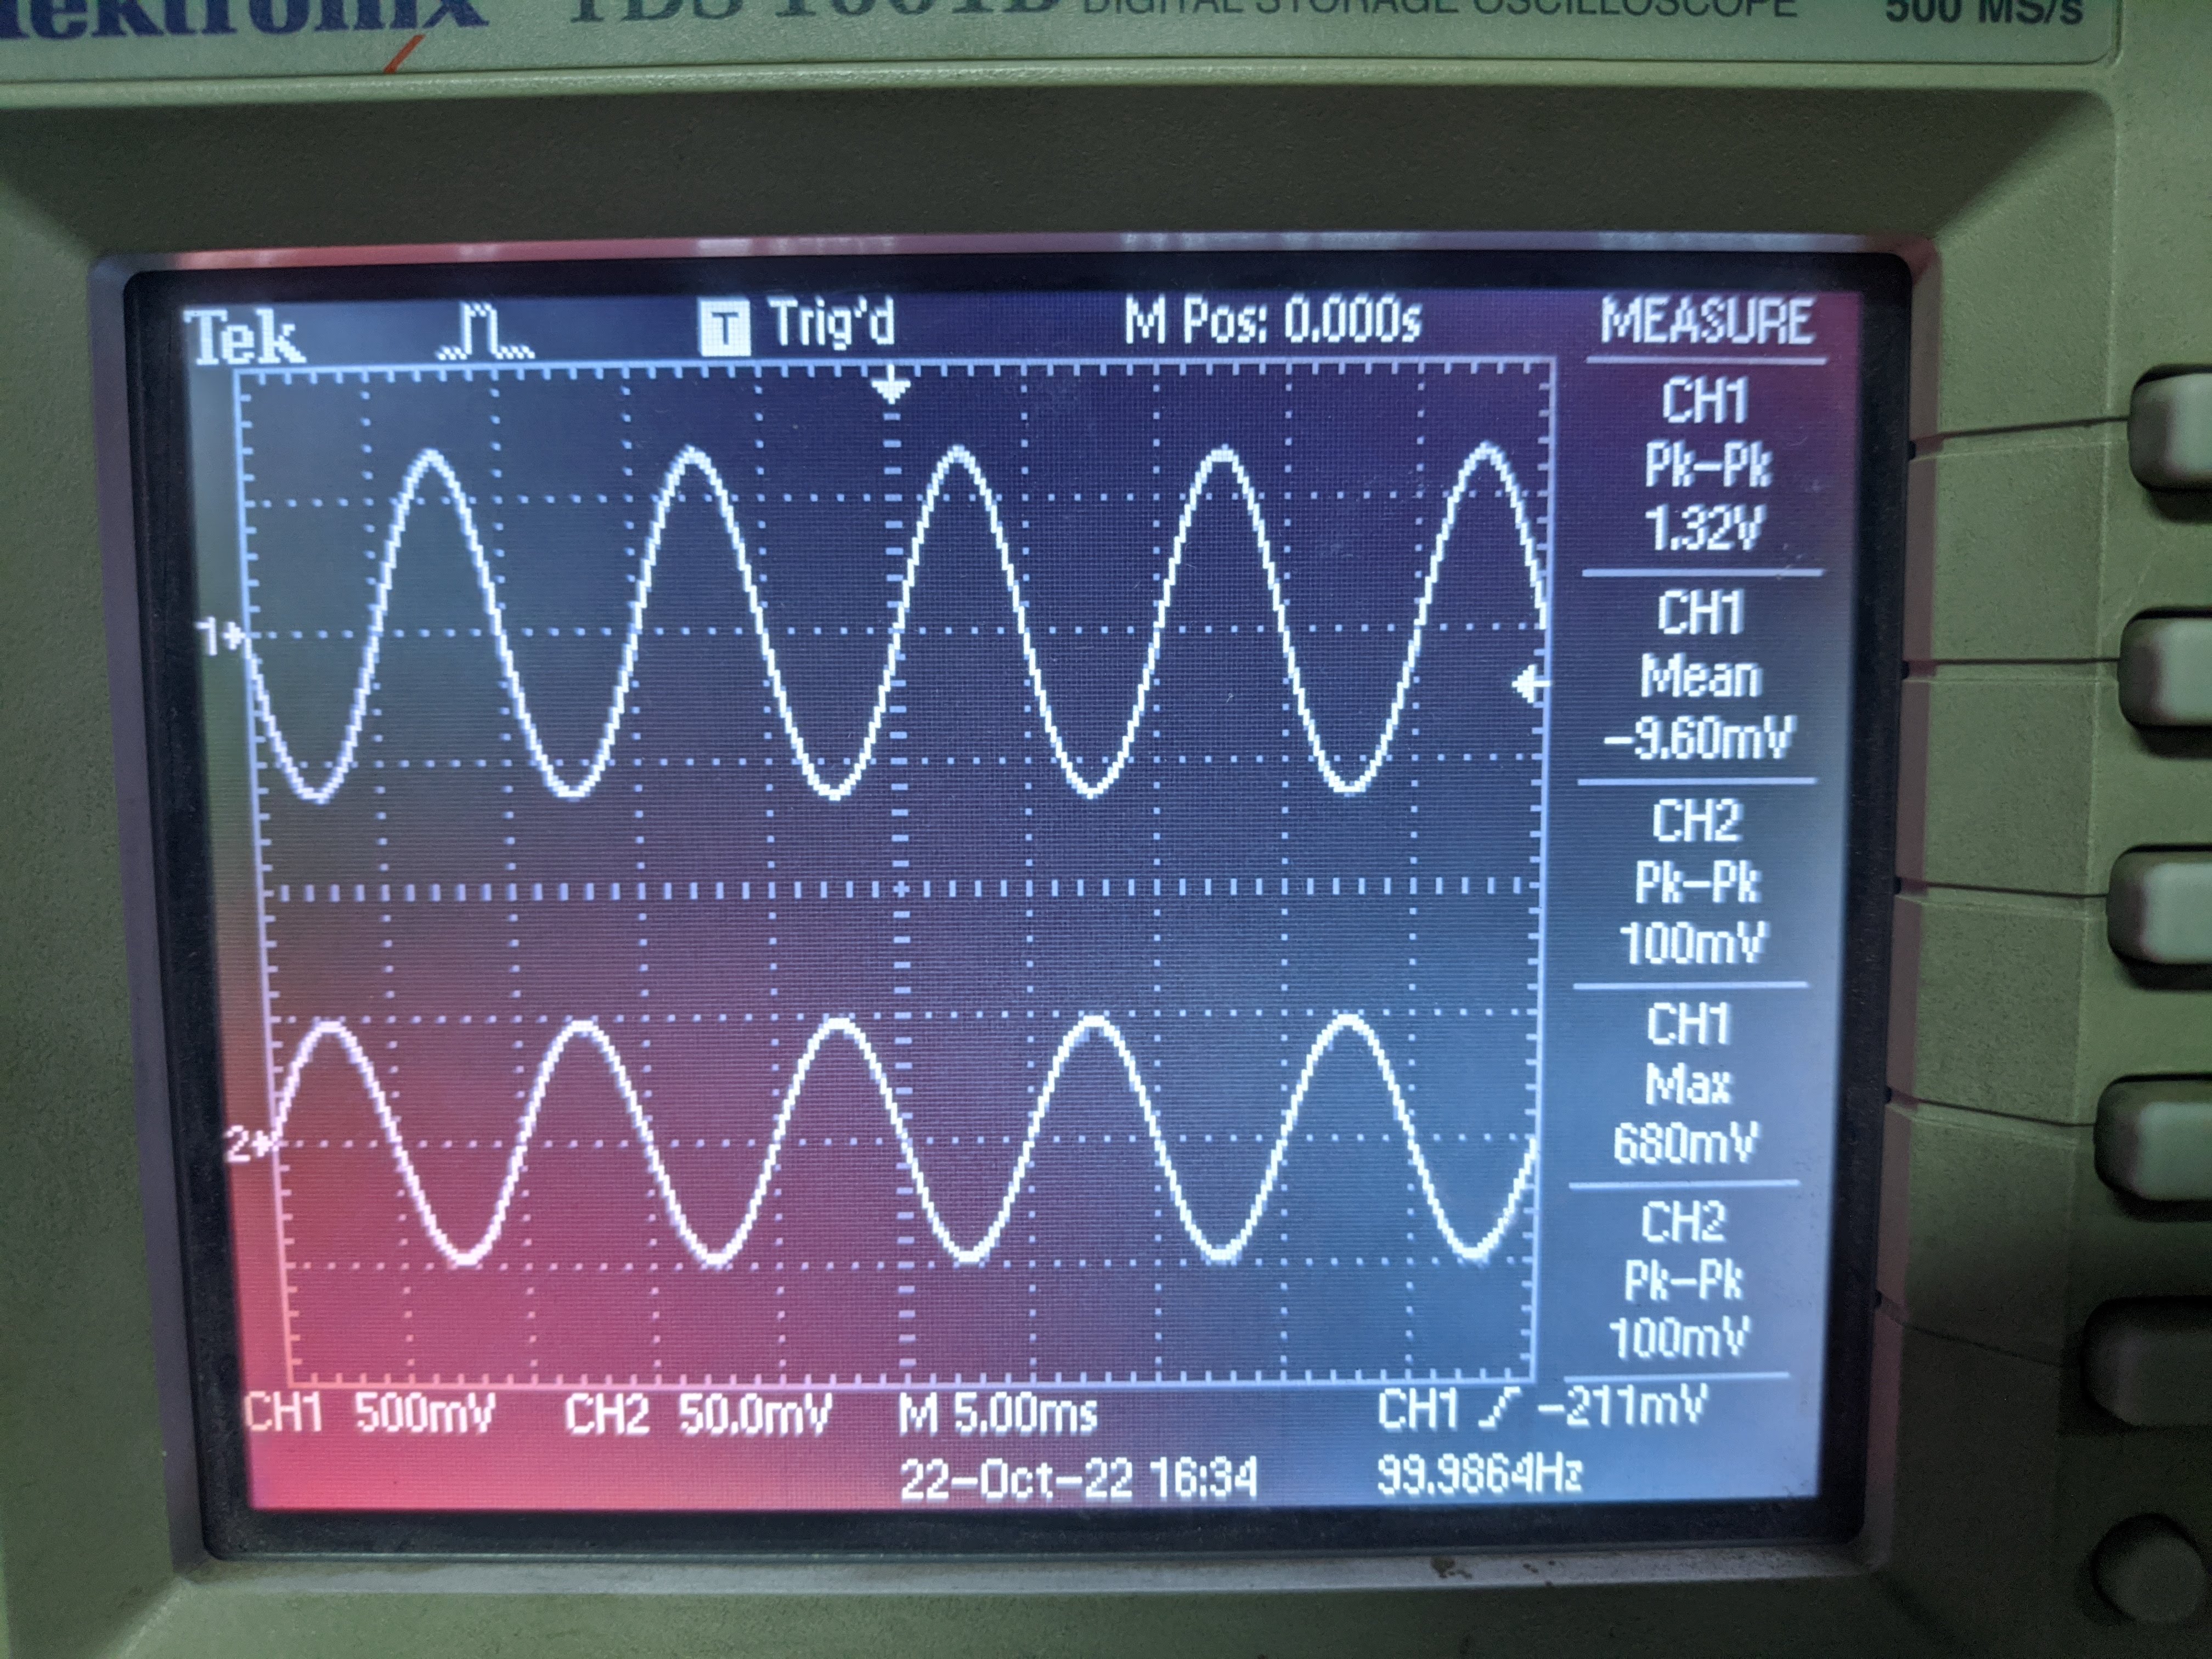 Tektronix TDS 1001B DIGITAL STORAGE OSCILLOSCOPE 500 MS/s
Tek T Trig'd M Pos: 0.000s MEASURE
CH1
Pk-Pk
1.32V
1
CH1
Mean
-9.60mV
CH2
Pk-Pk
100mV
CH1
Max
680mV
2
CH2
Pk-Pk
100mV
CH1 500mV CH2 50.0mV M 5.00ms CH1 -211mV
22-Oct-22 16:34 99.9864Hz